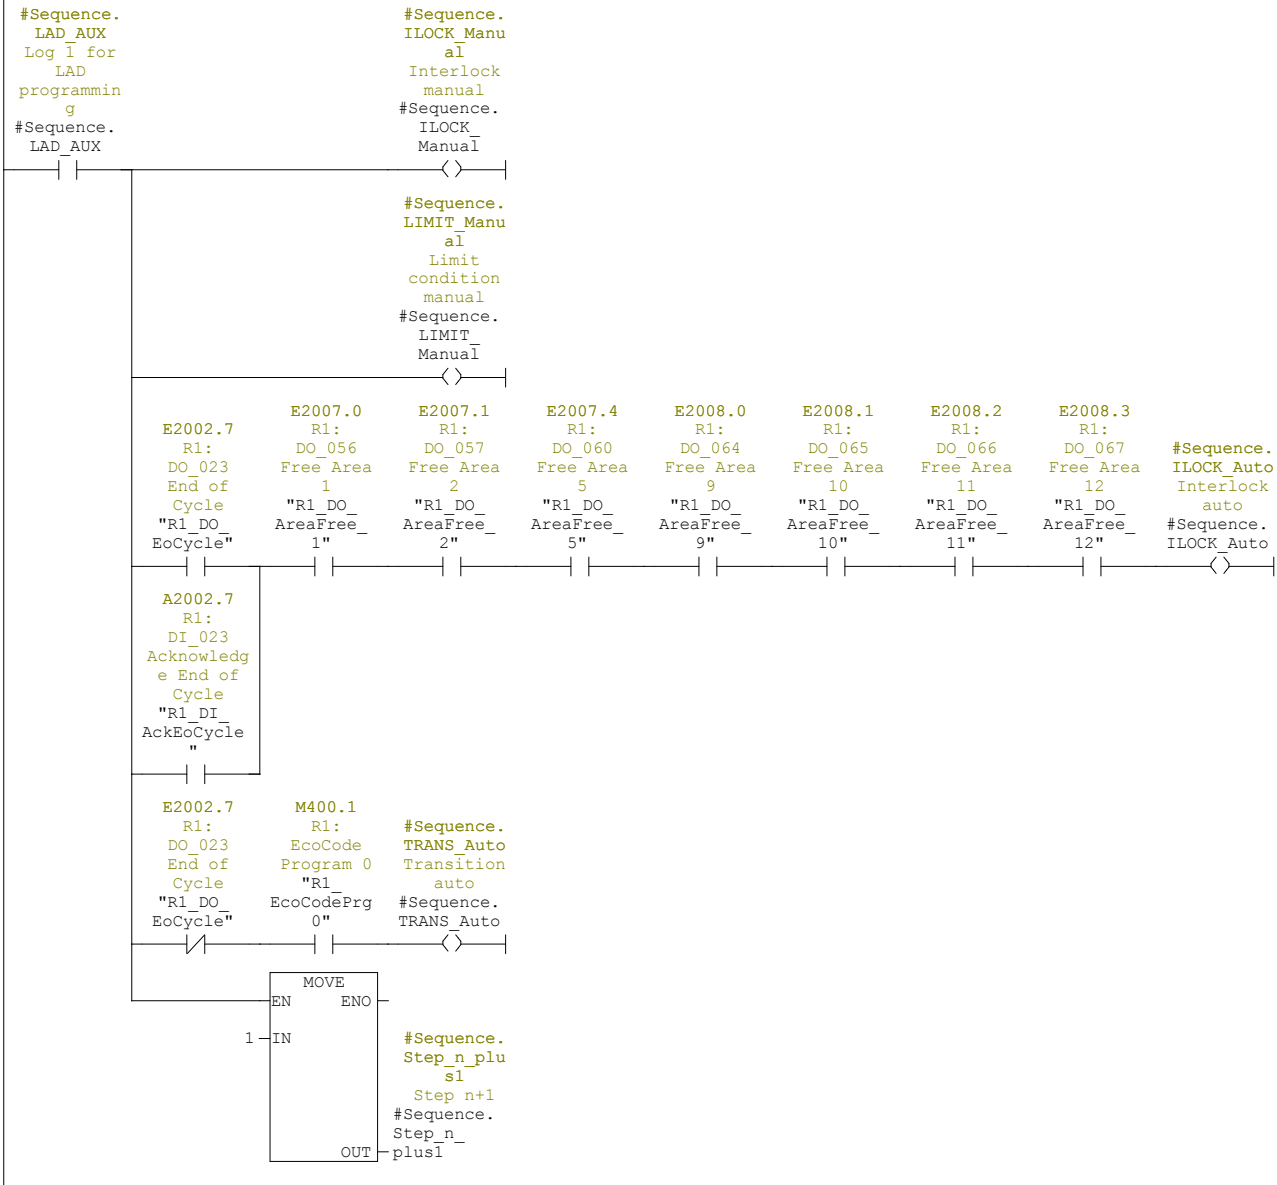 #Sequence.
LAD_AUX
Log 1 for
LAD
programmin
g
#Sequence.
LAD_AUX
#Sequence.
ILOCK_Manu
al
Interlock
manual
#Sequence.
ILOCK_
Manual
#Sequence.
LIMIT_Manu
al
Limit
condition
manual
#Sequence.
LIMIT_
Manual
E2002.7
R1:
DO_023
End of
Cycle
"R1_DO_
EoCycle"
E2007.0
R1:
DO_056
Free Area
1
"R1_DO_
AreaFree_
1"
E2007.1
R1:
DO_057
Free Area
2
"R1_DO_
AreaFree_
2"
E2007.4
R1:
DO_060
Free Area
5
"R1_DO_
AreaFree_
5"
E2008.0
R1:
DO_064
Free Area
9
"R1_DO_
AreaFree_
9"
E2008.1
R1:
DO_065
Free Area
10
"R1_DO_
AreaFree_
10"
E2008.2
R1:
DO_066
Free Area
11
"R1_DO_
AreaFree_
11"
E2008.3
R1:
DO_067
Free Area
12
"R1_DO_
AreaFree_
12"
#Sequence.
ILOCK_Auto
Interlock
auto
#Sequence.
ILOCK_Auto
A2002.7
R1:
DI_023
Acknowledg
e End of
Cycle
"R1_DI_
AckEoCycle
"
E2002.7
R1:
DO_023
End of
Cycle
"R1_DO_
EoCycle"
M400.1
R1:
EcoCode
Program 0
"R1_
EcoCodePrg
0"
#Sequence.
TRANS_Auto
Transition
auto
#Sequence.
TRANS_Auto
MOVE
EN ENO
1 IN
#Sequence.
Step_n_plu
s1
Step n+1
#Sequence.
Step_n_
OUT plus1